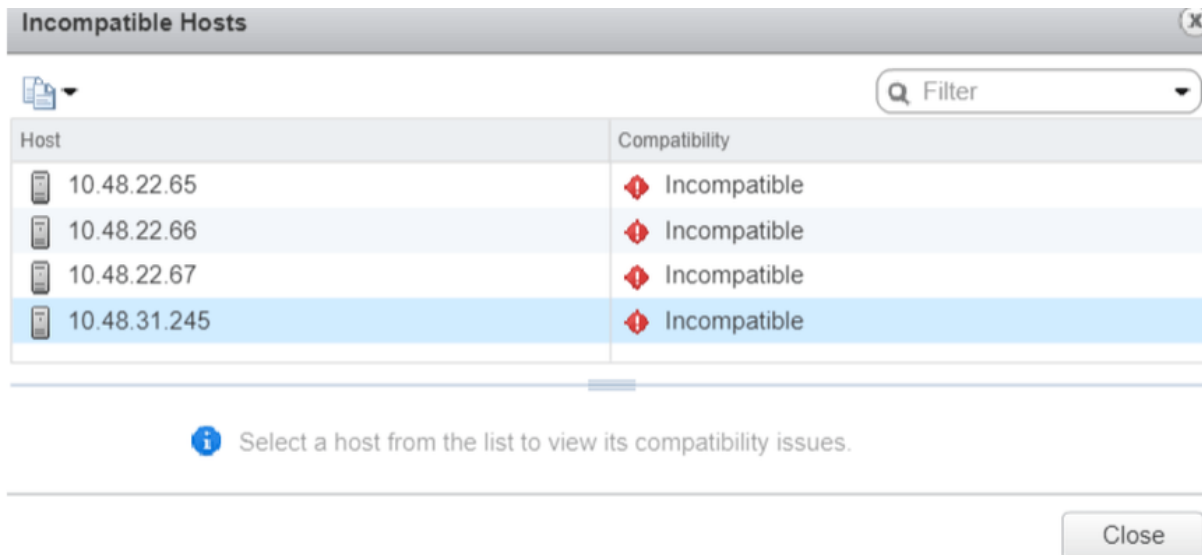 Incompatible Hosts
Filter
Host Compatibility
10.48.22.65 Incompatible
10.48.22.66 Incompatible
10.48.22.67 Incompatible
10.48.31.245 Incompatible
Select a host from the list to view its compatibility issues.
Close